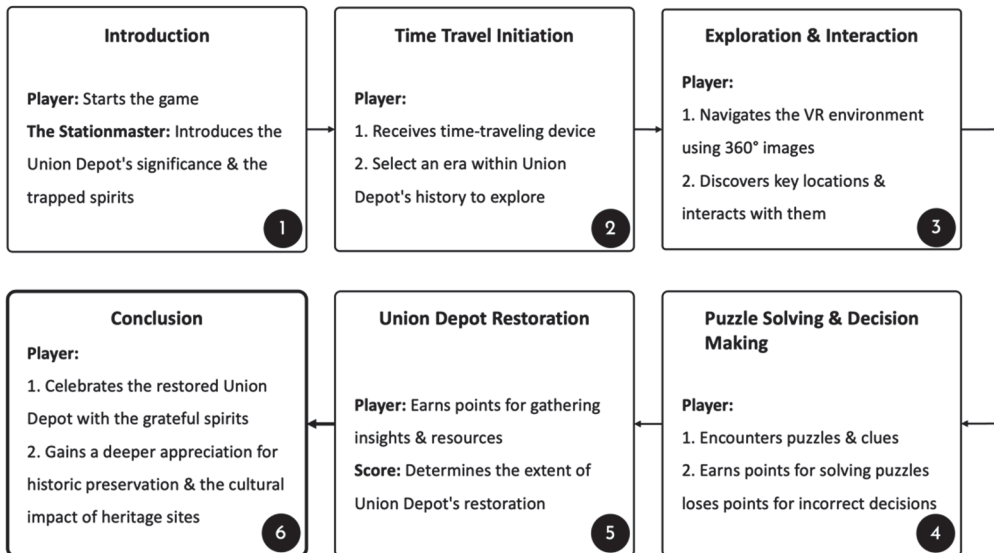 Introduction
Player: Starts the game
The Stationmaster: Introduces the
Union Depot's significance & the
trapped spirits
1
Time Travel Initiation
Player:
1. Receives time-traveling device
2. Select an era within Union
Depot's history to explore
2
Exploration & Interaction
Player:
1. Navigates the VR environment
using 360° images
2. Discovers key locations &
interacts with them
3
Puzzle Solving & Decision
Making
Player:
1. Encounters puzzles & clues
2. Earns points for solving puzzles
loses points for incorrect decisions
4
Union Depot Restoration
Player: Earns points for gathering
insights & resources
Score: Determines the extent of
Union Depot's restoration
5
Conclusion
Player:
1. Celebrates the restored Union
Depot with the grateful spirits
2. Gains a deeper appreciation for
historic preservation & the cultural
impact of heritage sites
6